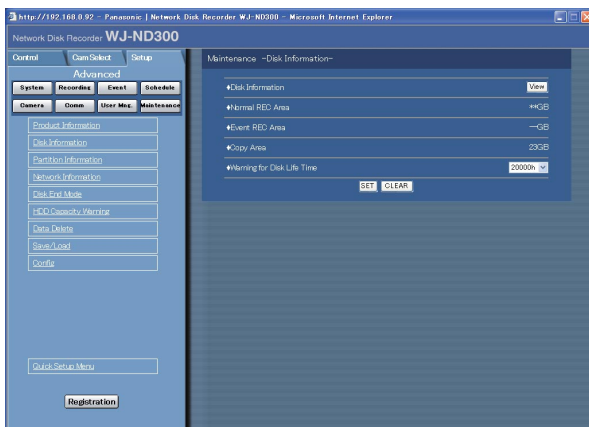 http://192.168.0.92 - Panasonic | Network Disk Recorder WJ-ND300 - Microsoft Internet Explorer
Network Disk Recorder WJ-ND300
Control Cam Select Setup
Advanced
System Recording Event Schedule
Camera Comm User Mng. Maintenance
Product Information
Disk Information
Partition Information
Network Information
Disk End Mode
HDD Capacity Warning
Data Delete
Save/Load
Config
Quick Setup Menu
Registration
Maintenance -Disk Information-
♦Disk Information View
♦Normal REC Area **GB
♦Event REC Area --GB
♦Copy Area 23GB
♦Warning for Disk Life Time 20000h
SET CLEAR